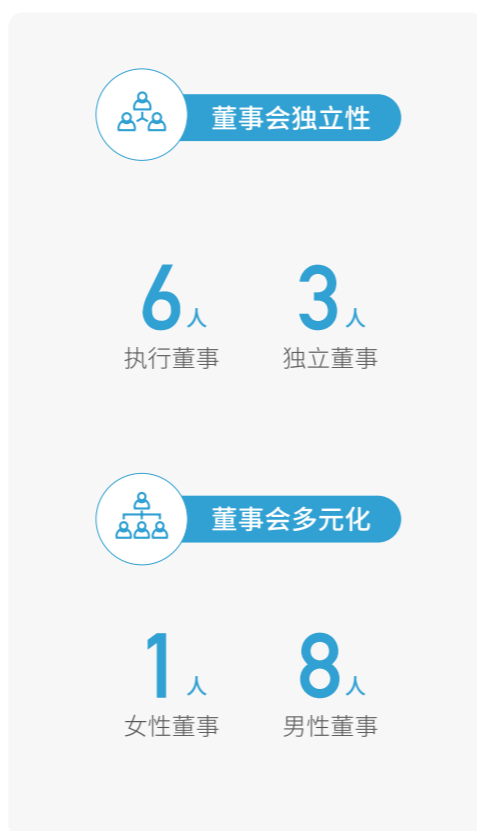 董事会独立性
6人 3人
执行董事 独立董事
董事会多元化
1人 8人
女性董事 男性董事